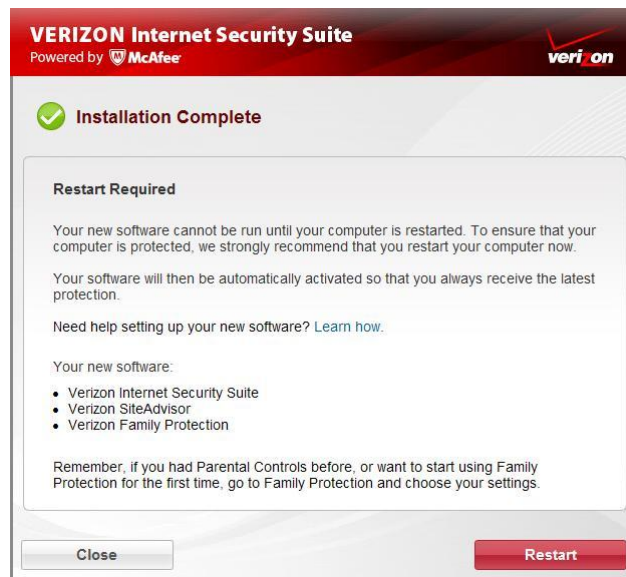 VERIZON Internet Security Suite
Powered by McAfee
verizon
Installation Complete
Restart Required
Your new software cannot be run until your computer is restarted. To ensure that your
computer is protected, we strongly recommend that you restart your computer now.
Your software will then be automatically activated so that you always receive the latest
protection.
Need help setting up your new software? Learn how.
Your new software:
• Verizon Internet Security Suite
• Verizon SiteAdvisor
• Verizon Family Protection
Remember, if you had Parental Controls before, or want to start using Family
Protection for the first time, go to Family Protection and choose your settings.
Close
Restart